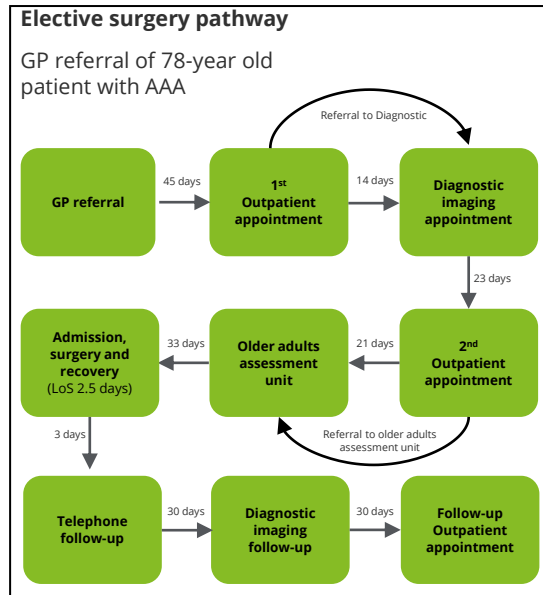 Elective surgery pathway
GP referral of 78-year old
patient with AAA
Referral to Diagnostic
GP referral
45 days
1st
Outpatient
appointment
14 days
Diagnostic
imaging
appointment
23 days
2nd
Outpatient
appointment
21 days
Older adults
assessment
unit
33 days
Admission,
surgery and
recovery
(LoS 2.5 days)
Referral to older adults
assessment unit
3 days
Telephone
follow-up
30 days
Diagnostic
imaging
follow-up
30 days
Follow-up
Outpatient
appointment